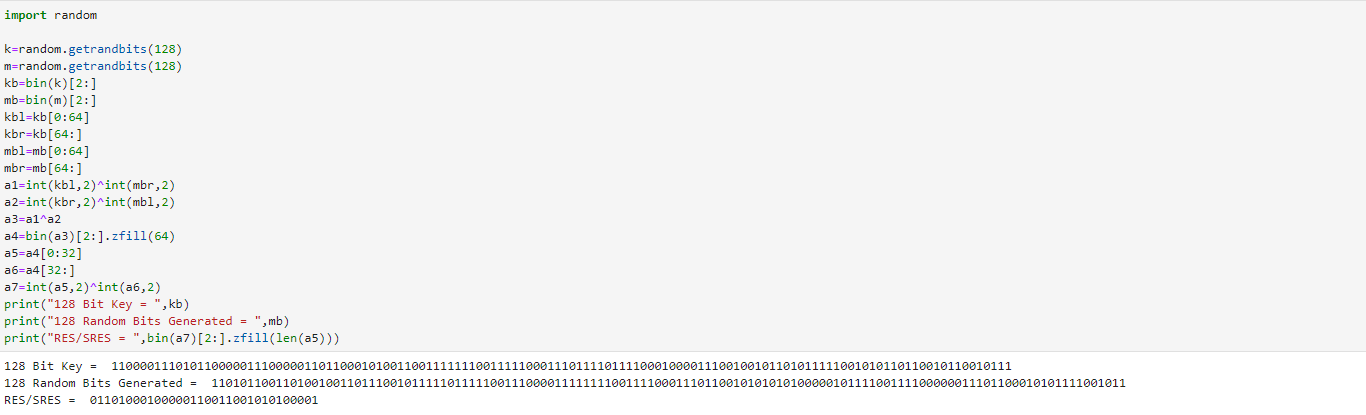 import random
k=random.getrandbits(128)
m=random.getrandbits(128)
kb=bin(k)[2:]
mb=bin(m)[2:]
kbl=kb[0:64]
kbr=kb[64:]
mbl=mb[0:64]
mbr=mb[64:]
a1=int(kbl,2)^int(mbr,2)
a2=int(kbr,2)^int(mbl,2)
a3=a1^a2
a4=bin(a3)[2:].zfill(64)
a5=a4[0:32]
a6=a4[32:]
a7=int(a5,2)^int(a6,2)
print("128 Bit Key = ",kb)
print("128 Random Bits Generated = ",mb)
print("RES/SRES = ",bin(a7)[2:].zfill(len(a5)))
128 Bit Key =
128 Random Bits Generated =
RES/SRES = 01101000100000110011001010100001